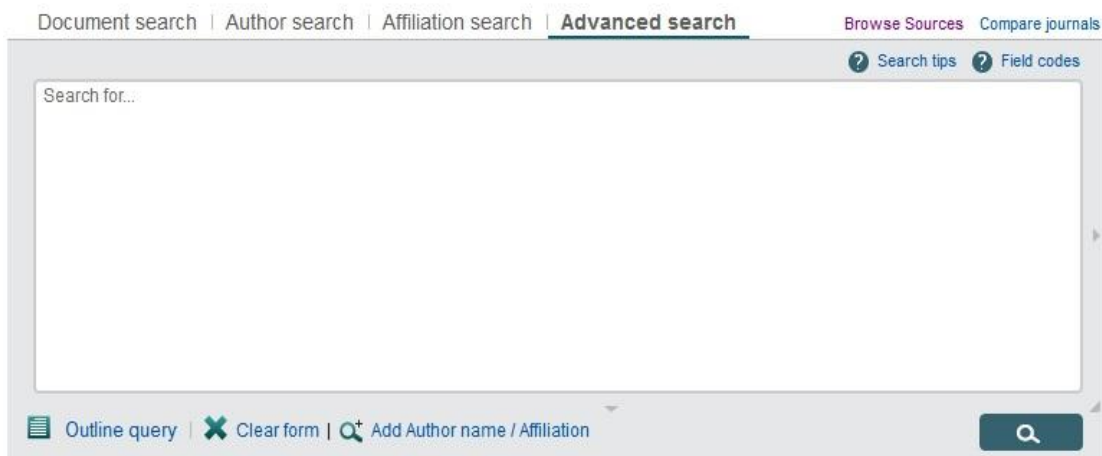 Document search | Author search | Affiliation search | Advanced search Browse Sources Compare journals
? Search tips ? Field codes
Search for...
Outline query | Clear form | Add Author name / Affiliation